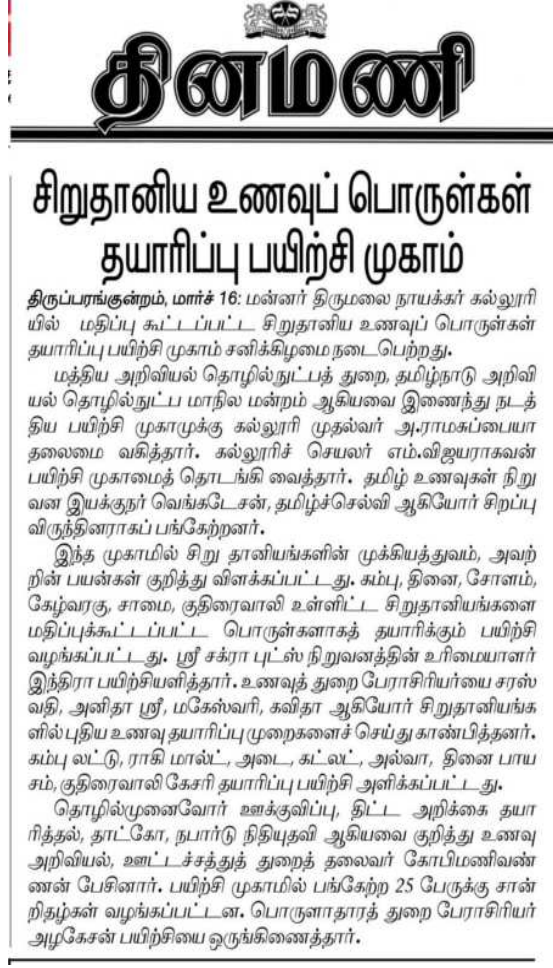 தினமணி
சிறுதானிய உணவுப் பொருள்கள்
தயாரிப்பு பயிற்சி முகாம்
திருப்பரங்குன்றம், மார்ச் 16: மன்னர் திருமலை நாயக்கர் கல்லூரி
யில் மதிப்பு கூட்டப்பட்ட சிறுதானிய உணவுப் பொருள்கள்
தயாரிப்பு பயிற்சி முகாம் சனிக்கிழமை நடைபெற்றது.
மத்திய அறிவியல் தொழில்நுட்பத் துறை, தமிழ்நாடு அறிவி
யல் தொழில்நுட்ப மாநில மன்றம் ஆகியவை இணைந்து நடத்
திய பயிற்சி முகாமுக்கு கல்லூரி முதல்வர் அ.ராமசுப்பையா
தலைமை வகித்தார். கல்லூரிச் செயலர் எம்.விஜயராகவன்
பயிற்சி முகாமைத் தொடங்கி வைத்தார். தமிழ் உணவுகள் நிறு
வன இயக்குநர் வெங்கடேசன், தமிழ்ச்செல்வி ஆகியோர் சிறப்பு
விருந்தினராகப் பங்கேற்றனர்.
இந்த முகாமில் சிறு தானியங்களின் முக்கியத்துவம், அவற்
றின் பயன்கள் குறித்து விளக்கப்பட்டது. கம்பு, தினை, சோளம்,
கேழ்வரகு, சாமை, குதிரைவாலி உள்ளிட்ட சிறுதானியங்களை
மதிப்புக்கூட்டப்பட்ட பொருள்களாகத் தயாரிக்கும் பயிற்சி
வழங்கப்பட்டது. ஸ்ரீ சக்ரா புட்ஸ் நிறுவனத்தின் உரிமையாளர்
இந்திரா பயிற்சியளித்தார். உணவுத் துறை பேராசிரியர்யை சரஸ்
வதி, அனிதா ஸ்ரீ, மகேஸ்வரி, கவிதா ஆகியோர் சிறுதானியங்க
ளில் புதிய உணவு தயாரிப்பு முறைகளைச் செய்து காண்பித்தனர்.
கம்பு லட்டு, ராகி மால்ட், அடை, கட்லட், அல்வா, தினை பாய
சம், குதிரைவாலி கேசரி தயாரிப்பு பயிற்சி அளிக்கப்பட்டது.
தொழில்முனைவோர் ஊக்குவிப்பு, திட்ட அறிக்கை தயா
ரித்தல், தாட்கோ, நபார்டு நிதியுதவி ஆகியவை குறித்து உணவு
அறிவியல், ஊட்டச்சத்துத் துறைத் தலைவர் கோபிமணிவண்
ணன் பேசினார். பயிற்சி முகாமில் பங்கேற்ற 25 பேருக்கு சான்
றிதழ்கள் வழங்கப்பட்டன. பொருளாதாரத் துறை பேராசிரியர்
அழகேசன் பயிற்சியை ஒருங்கிணைத்தார்.